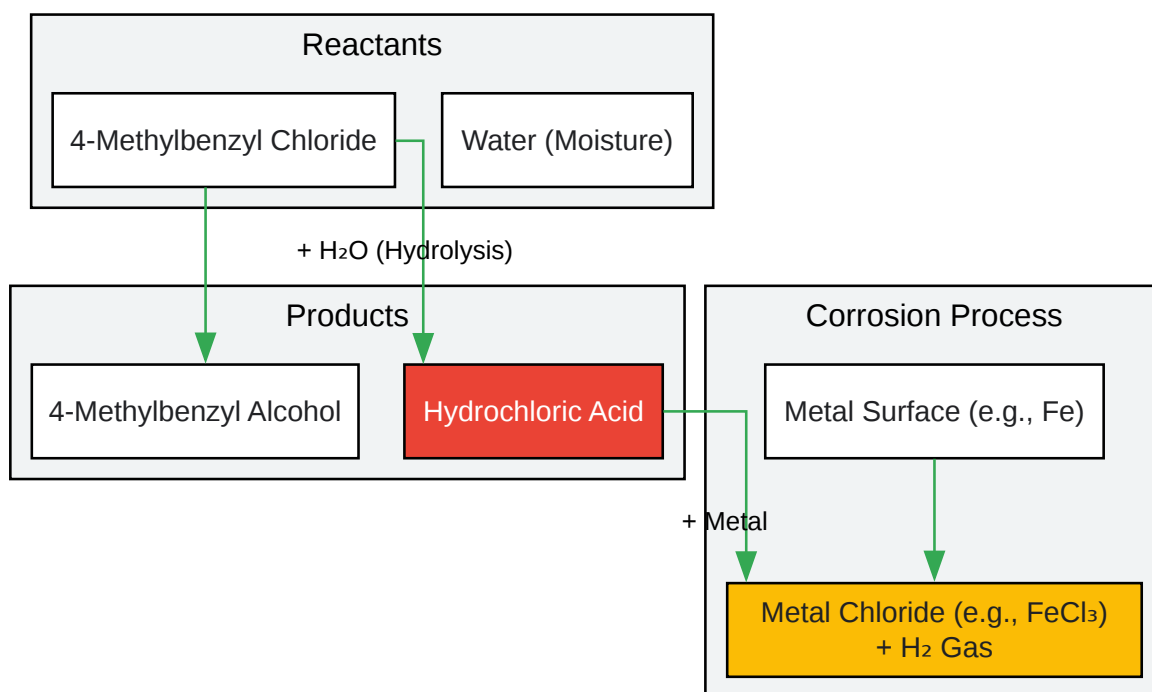 Reactants
4-Methylbenzyl Chloride
Water (Moisture)
+ H₂O (Hydrolysis)
Products
4-Methylbenzyl Alcohol
Hydrochloric Acid
Corrosion Process
Metal Surface (e.g., Fe)
+ Metal
Metal Chloride (e.g., FeCl₃)
+ H₂ Gas